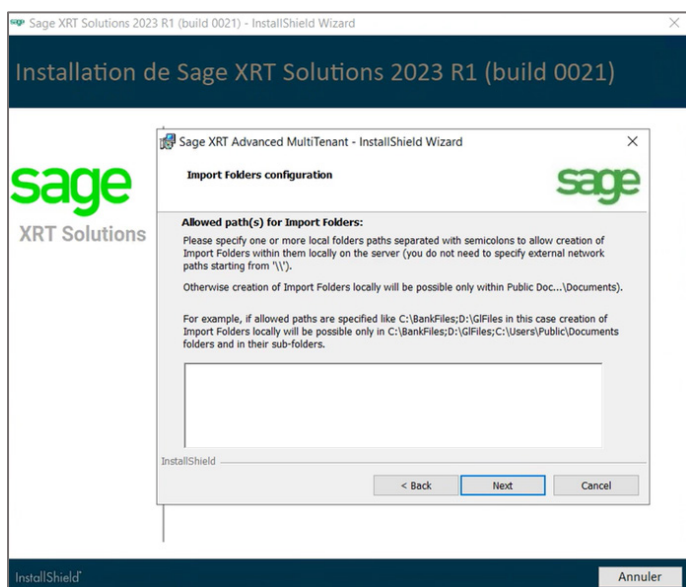 sage Sage XRT Solutions 2023 R1 (build 0021) - InstallShield Wizard
Installation de Sage XRT Solutions 2023 R1 (build 0021)
sage
XRT Solutions
Sage XRT Advanced MultiTenant - InstallShield Wizard
Import Folders configuration
sage
Allowed path(s) for Import Folders:
Please specify one or more local folders paths separated with semicolons to allow creation of
Import Folders within them locally on the server (you do not need to specify external network
paths starting from '\\').
Otherwise creation of Import Folders locally will be possible only within Public Doc...\Documents).
For example, if allowed paths are specified like C:\BankFiles;D:\GlFiles in this case creation of
Import Folders locally will be possible only in C:\BankFiles;D:\GlFiles;C:\Users\Public\Documents
folders and in their sub-folders.
InstallShield
< Back
Next
Cancel
InstallShield
Annuler